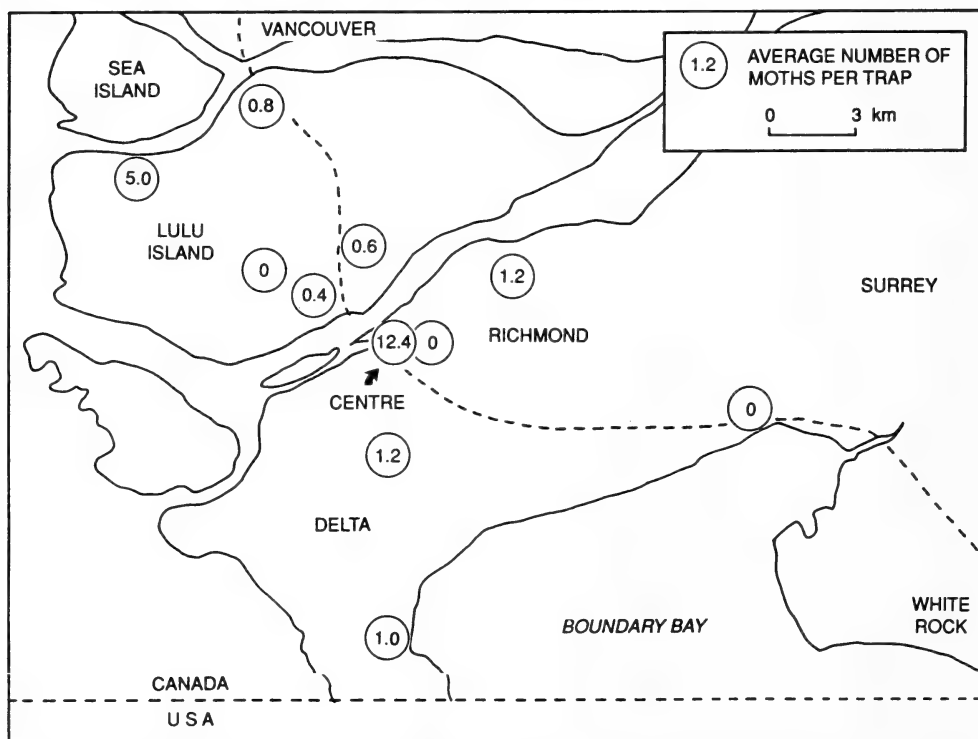 VANCOUVER
SEA
ISLAND
1.2
AVERAGE NUMBER OF
MOTHS PER TRAP
0 3 km
0.8
5.0
LULU
ISLAND
0.6
0
0.4
1.2
SURREY
RICHMOND
12.4
0
CENTRE
0
1.2
DELTA
1.0
BOUNDARY BAY
WHITE
ROCK
CANADA
USA